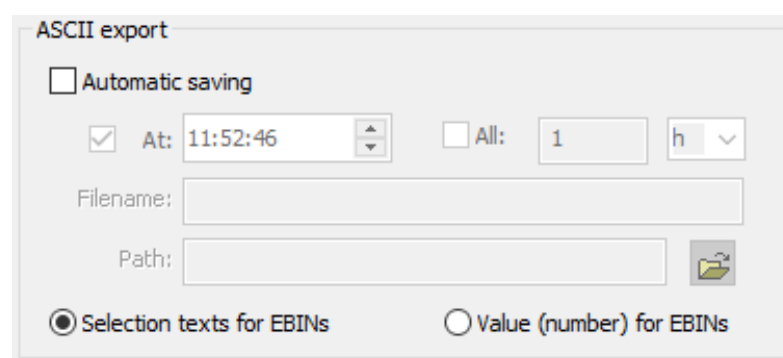 ASCII export
Automatic saving
At: 11:52:46 All: 1 h
Filename:
Path:
Selection texts for EBINs Value (number) for EBINs